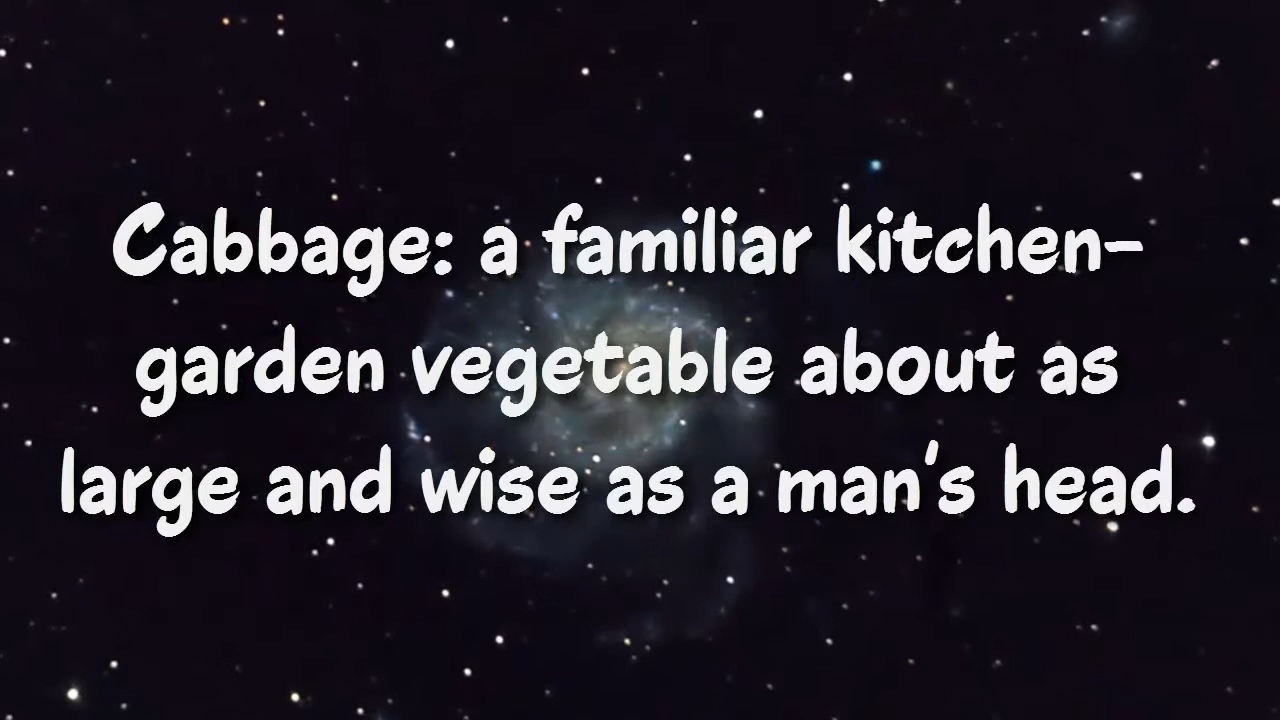 Cabbage: a familiar kitchen-
garden vegetable about as
large and wise as a man's head.